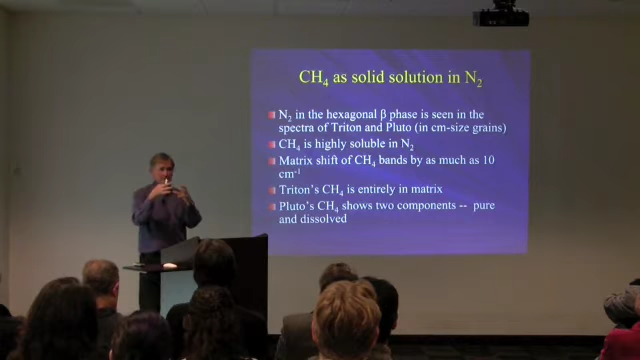 CH₄ as solid solution in N₂
N₂ in the hexagonal β phase is seen in the
spectra of Triton and Pluto (in cm-size grains)
CH₄ is highly soluble in N₂
Matrix shift of CH₄ bands by as much as 10
cm⁻¹
Triton's CH₄ is entirely in matrix
Pluto's CH₄ shows two components -- pure
and dissolved